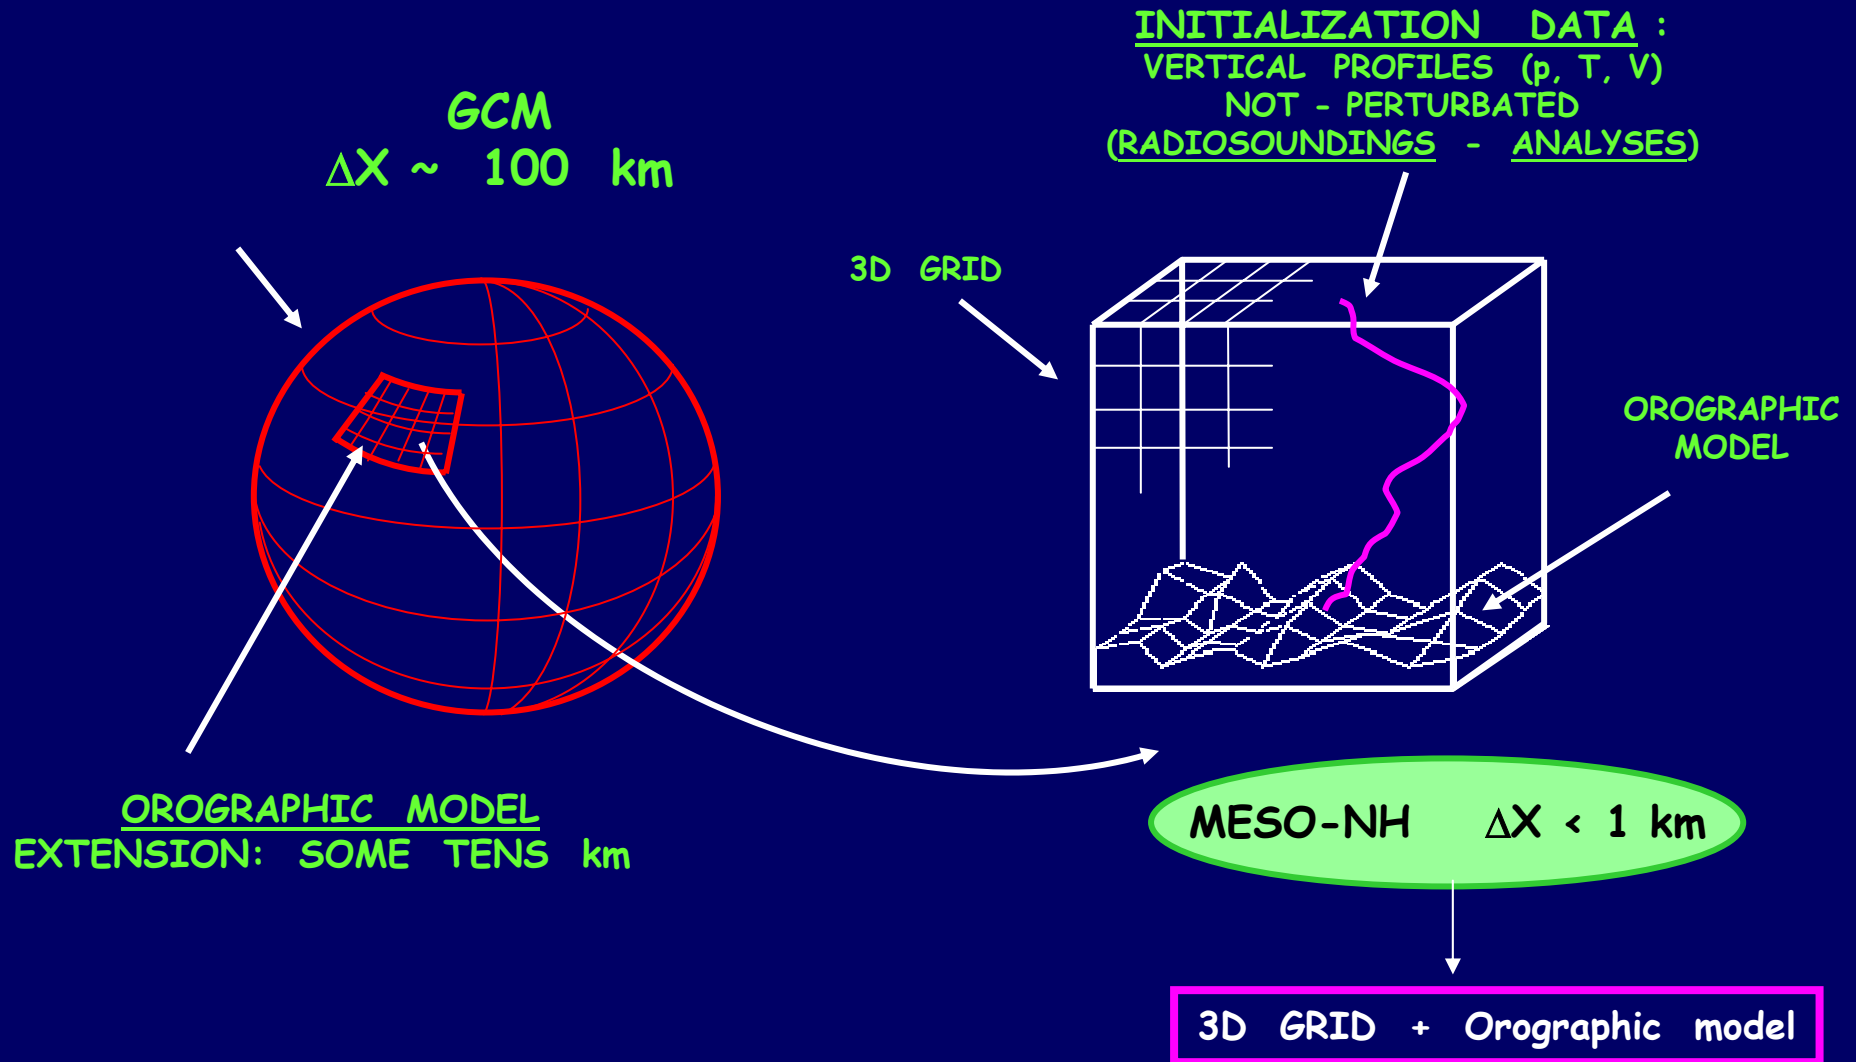 INITIALIZATION DATA :
VERTICAL PROFILES (p, T, V)
NOT - PERTURBATED
(RADIOSOUNDINGS - ANALYSES)
GCM
ΔX ~ 100 km
3D GRID
OROGRAPHIC
MODEL
OROGRAPHIC MODEL
EXTENSION: SOME TENS km
MESO-NH ΔX < 1 km
3D GRID + Orographic model